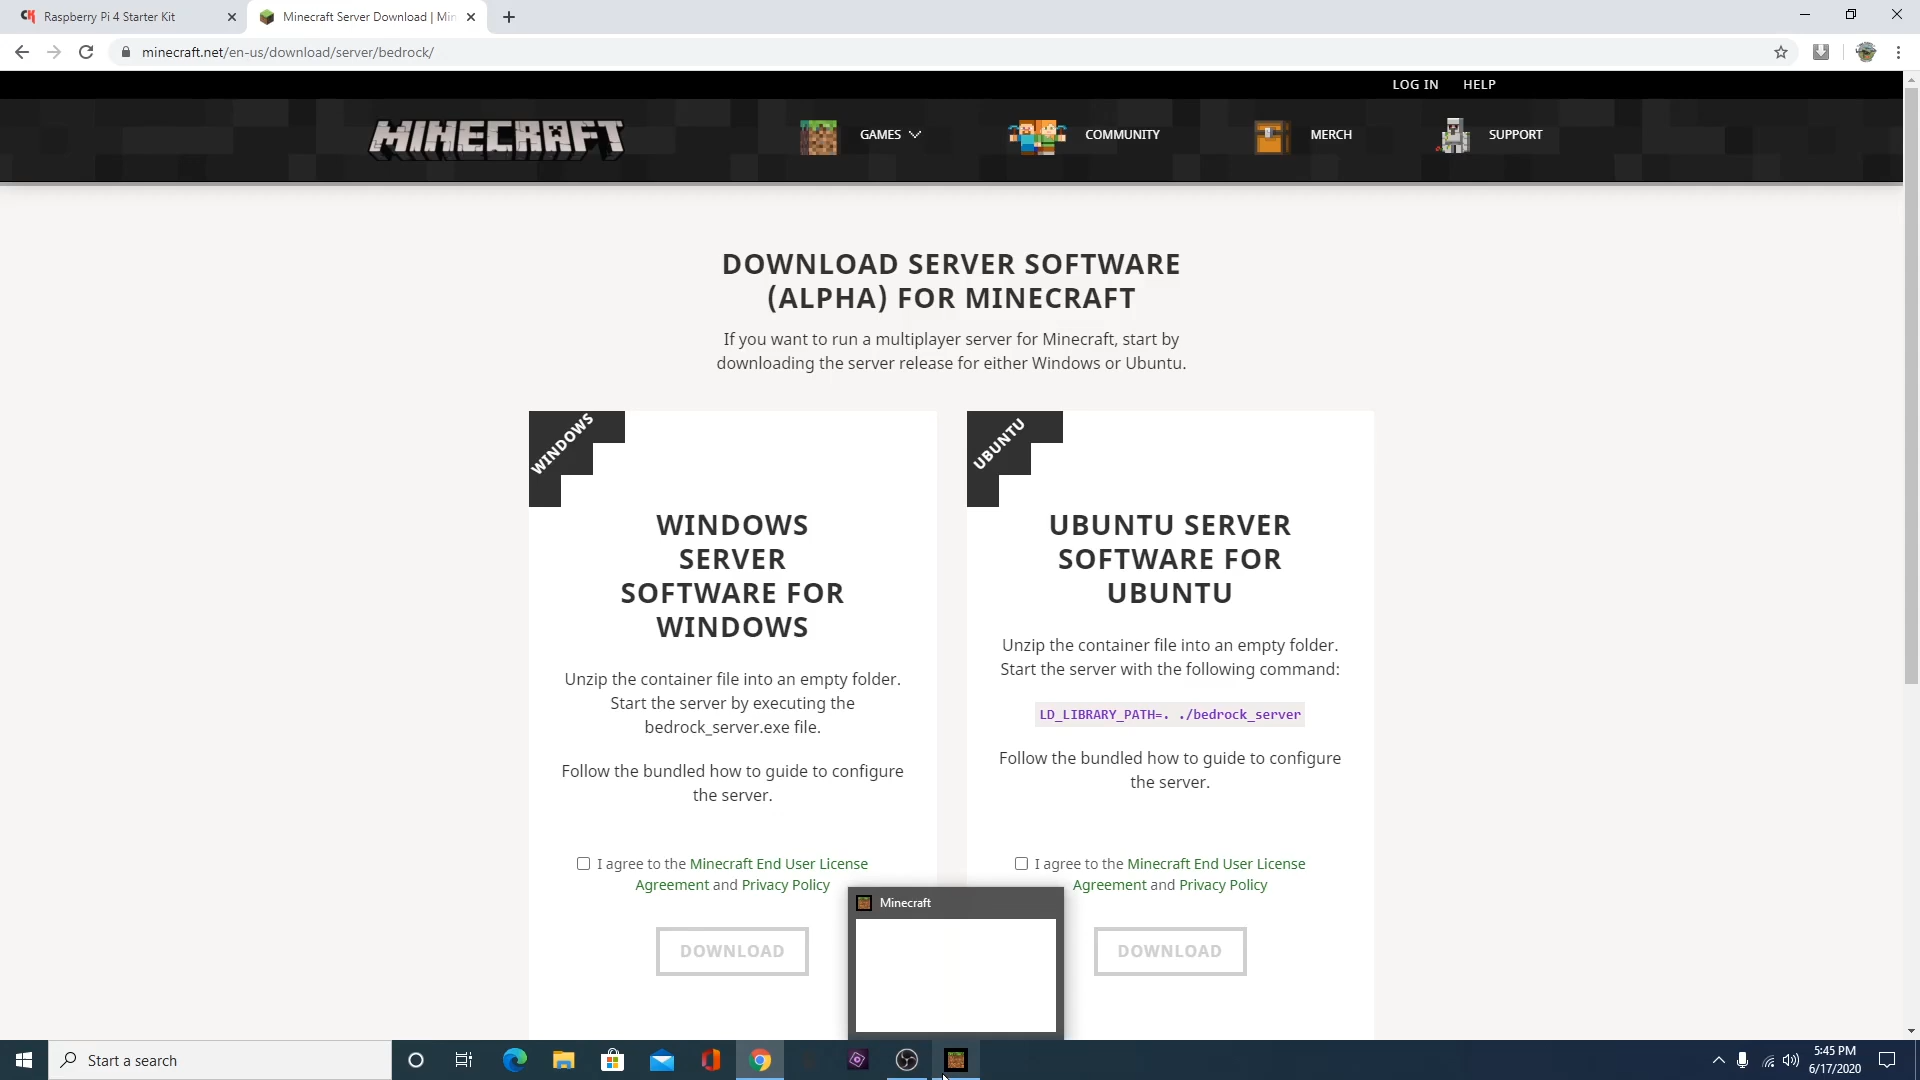 Raspberry Pi 4 Starter Kit
Minecraft Server Download | Min
minecraft.net/en-us/download/server/bedrock/
LOG IN HELP
MINECRAFT
GAMES COMMUNITY MERCH SUPPORT
DOWNLOAD SERVER SOFTWARE
(ALPHA) FOR MINECRAFT
If you want to run a multiplayer server for Minecraft, start by
downloading the server release for either Windows or Ubuntu.
WINDOWS
WINDOWS
SERVER
SOFTWARE FOR
WINDOWS
Unzip the container file into an empty folder.
Start the server by executing the
bedrock_server.exe file.
Follow the bundled how to guide to configure
the server.
I agree to the Minecraft End User License
Agreement and Privacy Policy
DOWNLOAD
UBUNTU
UBUNTU SERVER
SOFTWARE FOR
UBUNTU
Unzip the container file into an empty folder.
Start the server with the following command:
LD_LIBRARY_PATH=. ./bedrock_server
Follow the bundled how to guide to configure
the server.
I agree to the Minecraft End User License
Agreement and Privacy Policy
DOWNLOAD
Minecraft
Start a search
5:45 PM
6/17/2020